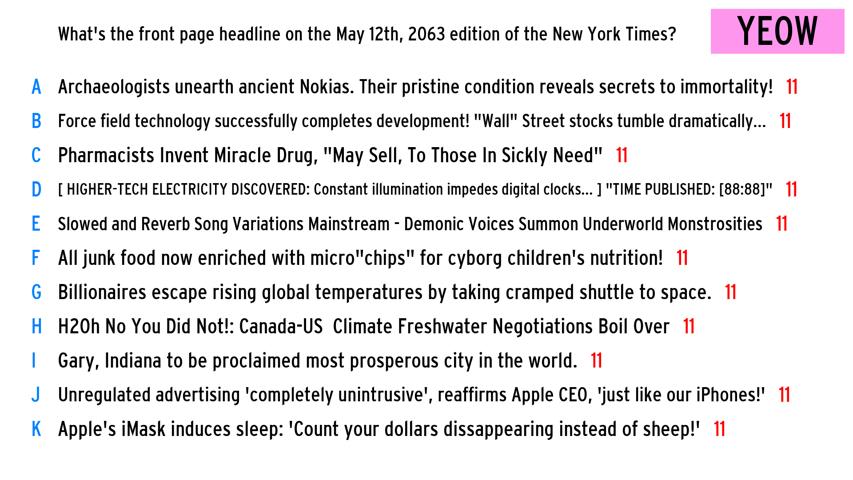 What's the front page headline on the May 12th, 2063 edition of the New York Times?
YEOW
A Archaeologists unearth ancient Nokias. Their pristine condition reveals secrets to immortality! 11
B Force field technology successfully completes development! "Wall" Street stocks tumble dramatically... 11
C Pharmacists Invent Miracle Drug, "May Sell, To Those In Sickly Need" 11
D [ HIGHER-TECH ELECTRICITY DISCOVERED: Constant illumination impedes digital clocks... ] "TIME PUBLISHED: [88:88]" 11
E Slowed and Reverb Song Variations Mainstream - Demonic Voices Summon Underworld Monstrosities 11
F All junk food now enriched with micro"chips" for cyborg children's nutrition! 11
G Billionaires escape rising global temperatures by taking cramped shuttle to space. 11
H H2Oh No You Did Not!: Canada-US  Climate Freshwater Negotiations Boil Over 11
I Gary, Indiana to be proclaimed most prosperous city in the world. 11
J Unregulated advertising 'completely unintrusive', reaffirms Apple CEO, 'just like our iPhones!' 11
K Apple's iMask induces sleep: 'Count your dollars dissappearing instead of sheep!' 11